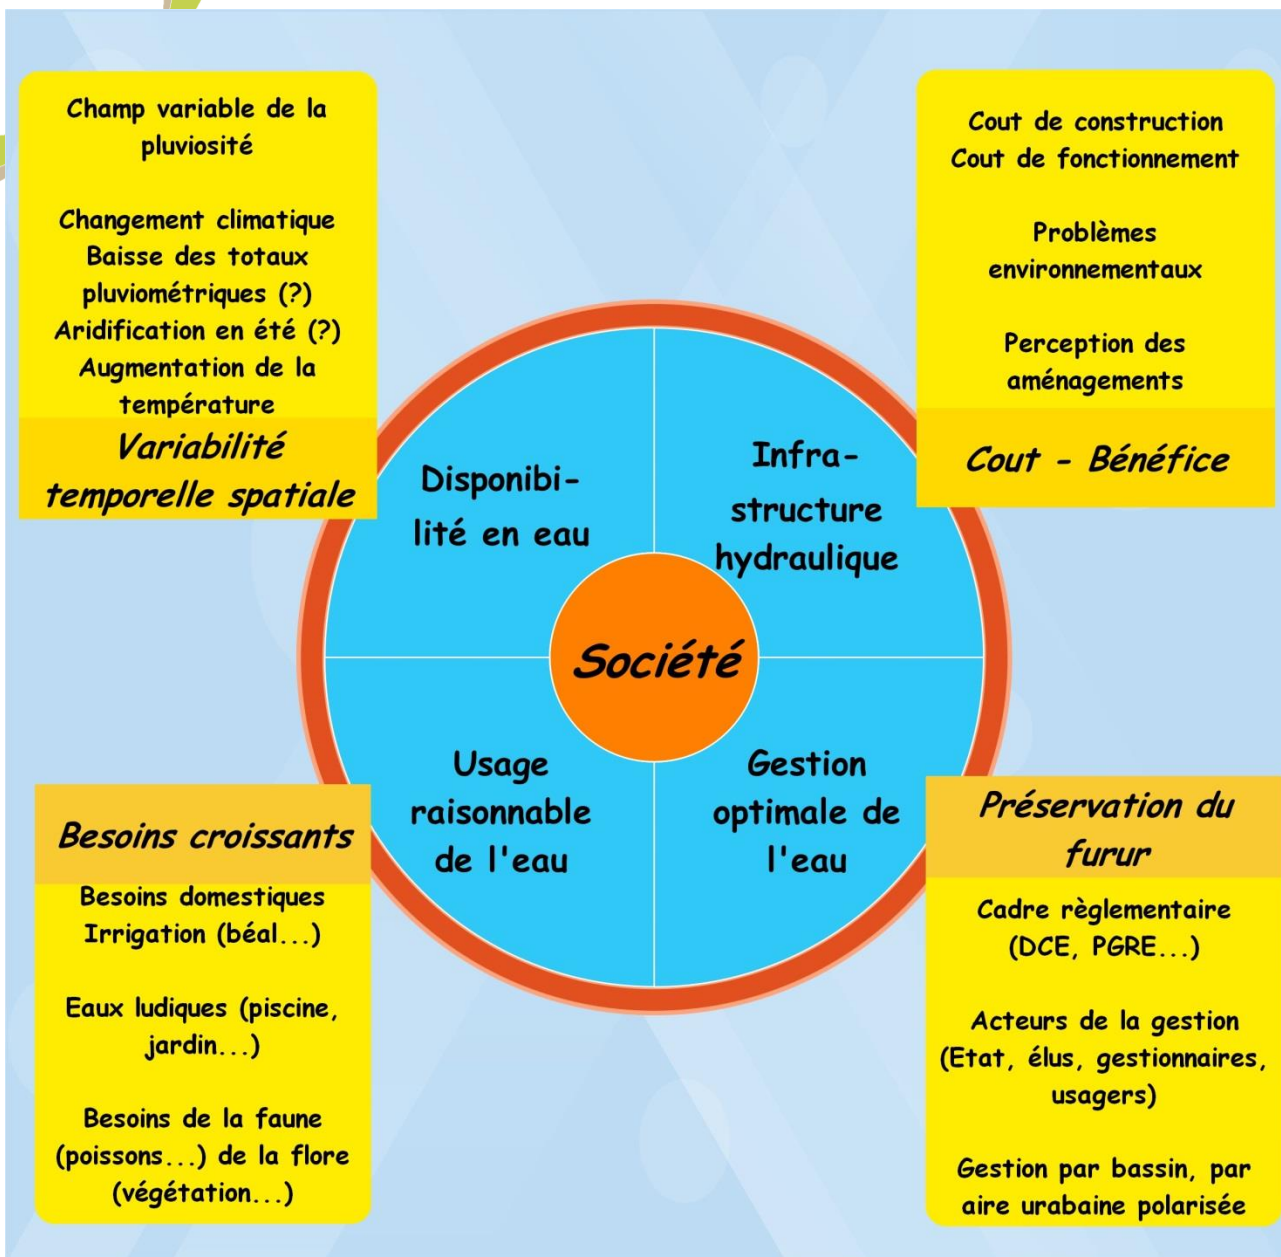 Champ variable de la
pluviosité
Changement climatique
Baisse des totaux
pluviométriques (?)
Aridification en été (?)
Augmentation de la
température
Variabilité
temporelle spatiale
Cout de construction
Cout de fonctionnement
Problèmes
environnementaux
Perception des
aménagements
Cout - Bénéfice
Disponibi-
lité en eau
Infra-
structure
hydraulique
Société
Usage
raisonnable
de l'eau
Gestion
optimale de
l'eau
Besoins croissants
Besoins domestiques
Irrigation (béal...)
Eaux ludiques (piscine,
jardin...)
Besoins de la faune
(poissons...) de la flore
(végétation...)
Préservation du
furur
Cadre règlementaire
(DCE, PGRE...)
Acteurs de la gestion
(Etat, élus, gestionnaires,
usagers)
Gestion par bassin, par
aire urabaine polarisée